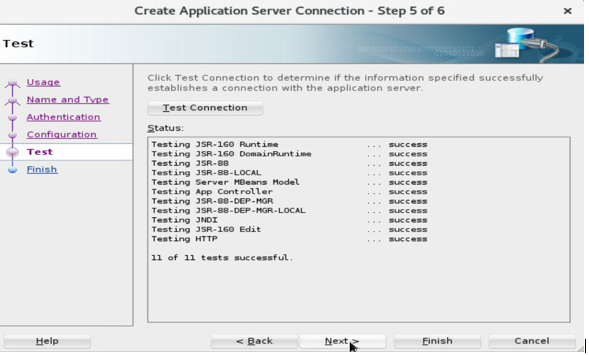 Create Application Server Connection - Step 5 of 6
Test
Usage
Name and Type
Authentication
Configuration
Test
Finish
Click Test Connection to determine if the information specified successfully
establishes a connection with the application server.
Test Connection
Status:
Testing JSR-160 Runtime ... success
Testing JSR-160 DomainRuntime ... success
Testing JSR-88 ... success
Testing JSR-88-LOCAL ... success
Testing Server MBeans Model ... success
Testing App Controller ... success
Testing JSR-88-DEP-MGR ... success
Testing JSR-88-DEP-MGR-LOCAL ... success
Testing JNDI ... success
Testing JSR-160 Edit ... success
Testing HTTP ... success
11 of 11 tests successful.
Help
< Back
Next >
Finish
Cancel